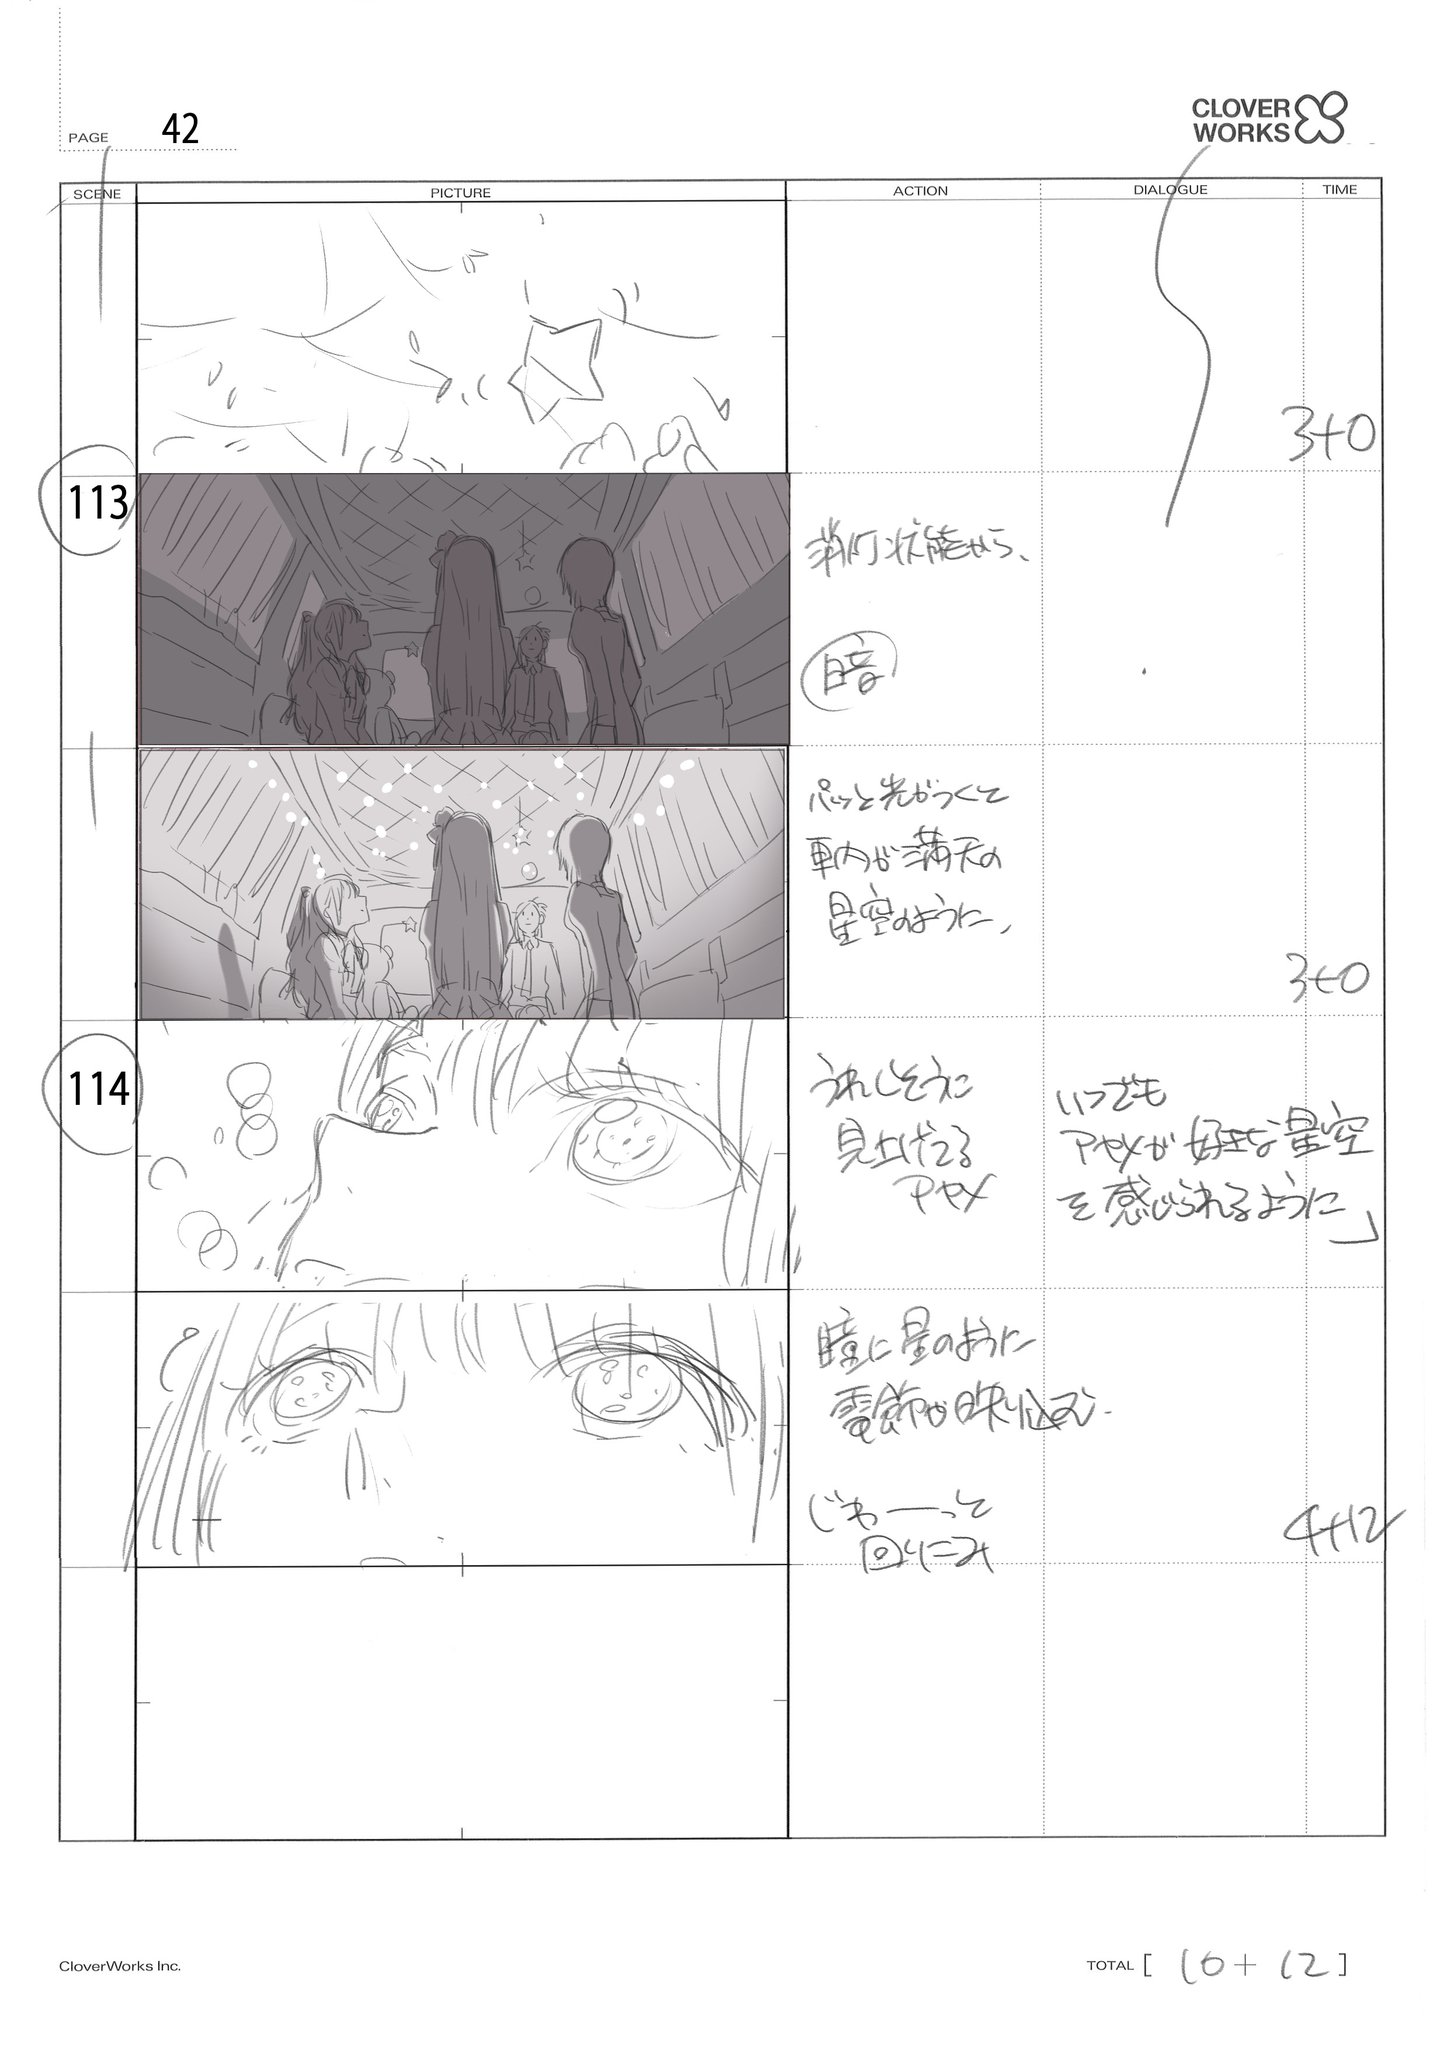 PAGE 42
CLOVER
WORKS
SCENE PICTURE ACTION DIALOGUE TIME
3+0
113
消灯状態から、
暗
パッと光がつくて
車内が満天の
星空のように、
3+0
114
うれしそうに
見上げてる
アヤメ
いつでも
アヤメが好きな星空
を感じられるように」
瞳に星のように
電飾が映り込む.
じわーっと
回りこみ
4+12
CloverWorks Inc.
TOTAL [ 10+12 ]